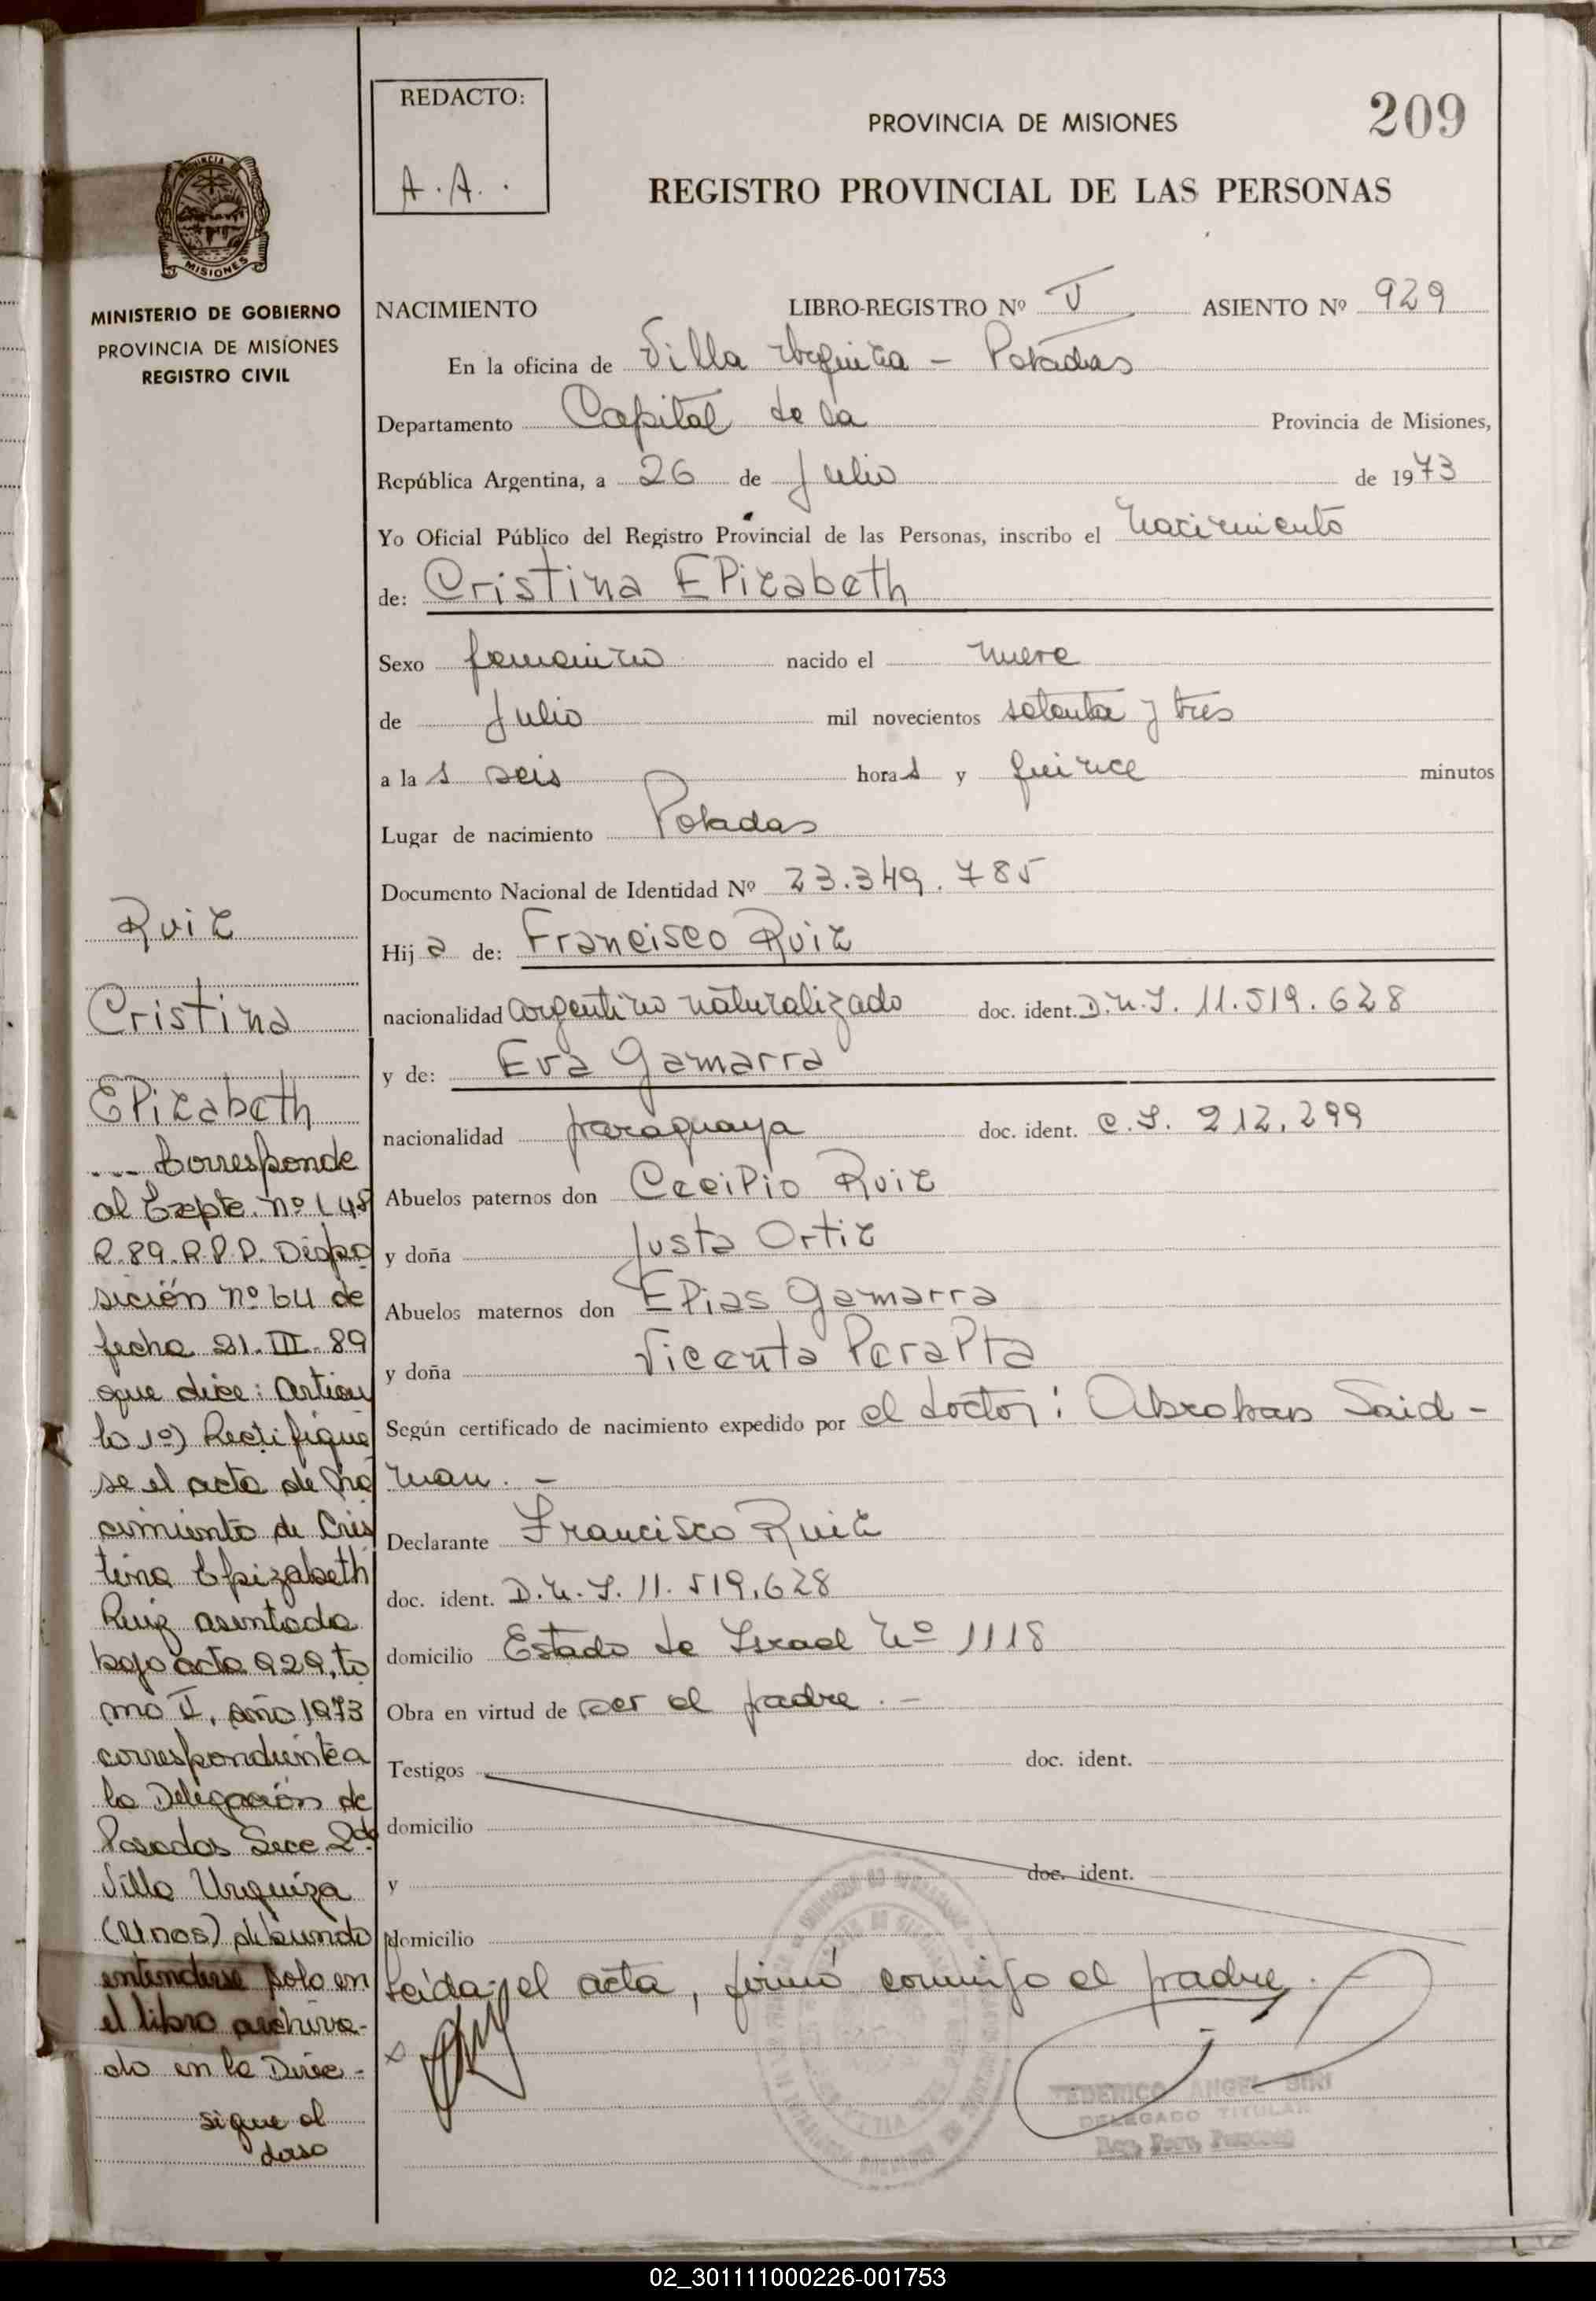 REDACTO:
A. A. .
209
PROVINCIA DE MISIONES
REGISTRO PROVINCIAL DE LAS PERSONAS
PROVINCIA DE
MISIONES
MINISTERIO DE GOBIERNO
PROVINCIA DE MISIONES
REGISTRO CIVIL
NACIMIENTO LIBRO-REGISTRO Nº V ASIENTO Nº 929
En la oficina de Villa Urquiza - Posadas
Departamento Capital de la Provincia de Misiones,
República Argentina, a 26 de Julio de 1973
Yo Oficial Público del Registro Provincial de las Personas, inscribo el nacimiento
de: Cristina Elizabeth
Sexo femenino nacido el nueve
de Julio mil novecientos setenta y tres
a las seis horas y quince minutos
Lugar de nacimiento Posadas
Documento Nacional de Identidad Nº 23.349.785
Hija de: Francisco Ruiz
nacionalidad argentino naturalizado doc. ident. D.N.I. 11.519.628
y de: Eva Gamarra
nacionalidad paraguaya doc. ident. C.I. 212.299
Abuelos paternos don Cecilio Ruiz
y doña Justa Ortiz
Abuelos maternos don Elias Gamarra
y doña Vicenta Peralta
Según certificado de nacimiento expedido por el doctor: Abrahan Said-
man. -
Declarante Francisco Ruiz
doc. ident. D.N.I. 11.519.628
domicilio Estado de Israel Nº 1118
Obra en virtud de ser el padre. -
Testigos doc. ident.
domicilio
y doc. ident.
domicilio
Leida el acta, firmó conmigo el padre. -
FEDERICO ANGEL SIRI
DELEGADO TITULAR
Reg. Prov. Personas
Ruiz
Cristina
Elizabeth
... Corresponde
al Expte. nº 148
R.89.R.P.P. Dispo
sición nº 64 de
fecha 21.III.89
que dice: Articu
lo 1º) Rectifique
se el acta de Na
cimiento de Cris
tina Elizabeth
Ruiz asentada
bajo acta 929, to
mo V, año 1973
correspondiente a
la Delegación de
Posadas Secc 2da
Villa Urquiza
(Mnes) debiendo
entenderse solo en
el libro archiva-
do en la Direc-
sigue al
dorso
02_301111000226-001753